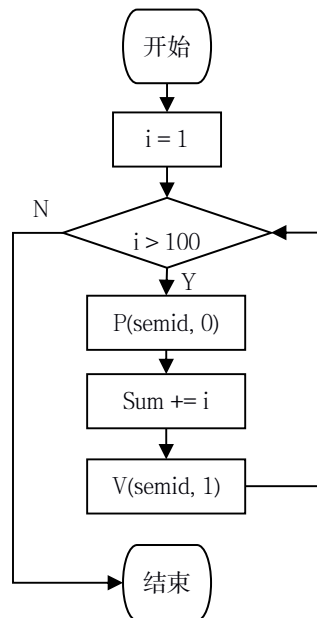 开始
i = 1
N
i > 100
Y
P(semid, 0)
Sum += i
V(semid, 1)
结束